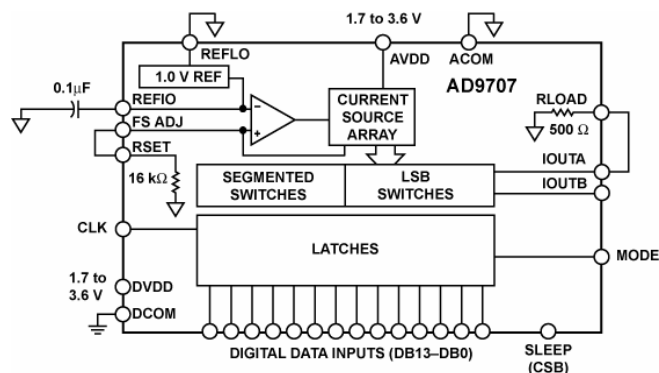 1.7 to 3.6 V
REFLO
AVDD
ACOM
1.0 V REF
AD9707
0.1µF
REFIO
CURRENT
SOURCE
ARRAY
RLOAD
500 Ω
FS ADJ
RSET
16 kΩ
IOUTA
IOUTB
SEGMENTED
SWITCHES
LSB
SWITCHES
CLK
LATCHES
MODE
1.7 to
3.6 V
DVDD
DCOM
DIGITAL DATA INPUTS (DB13–DB0)
SLEEP
(CSB)